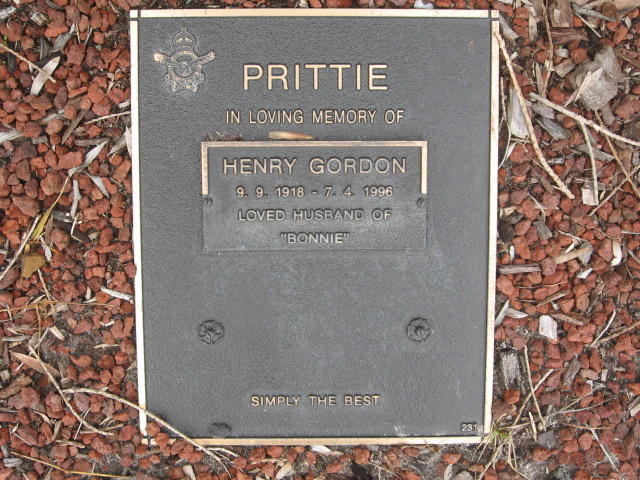 PRITTIE
IN LOVING MEMORY OF
HENRY GORDON
9. 9. 1918 - 7. 4. 1996
LOVED HUSBAND OF
"BONNIE"
SIMPLY THE BEST
231